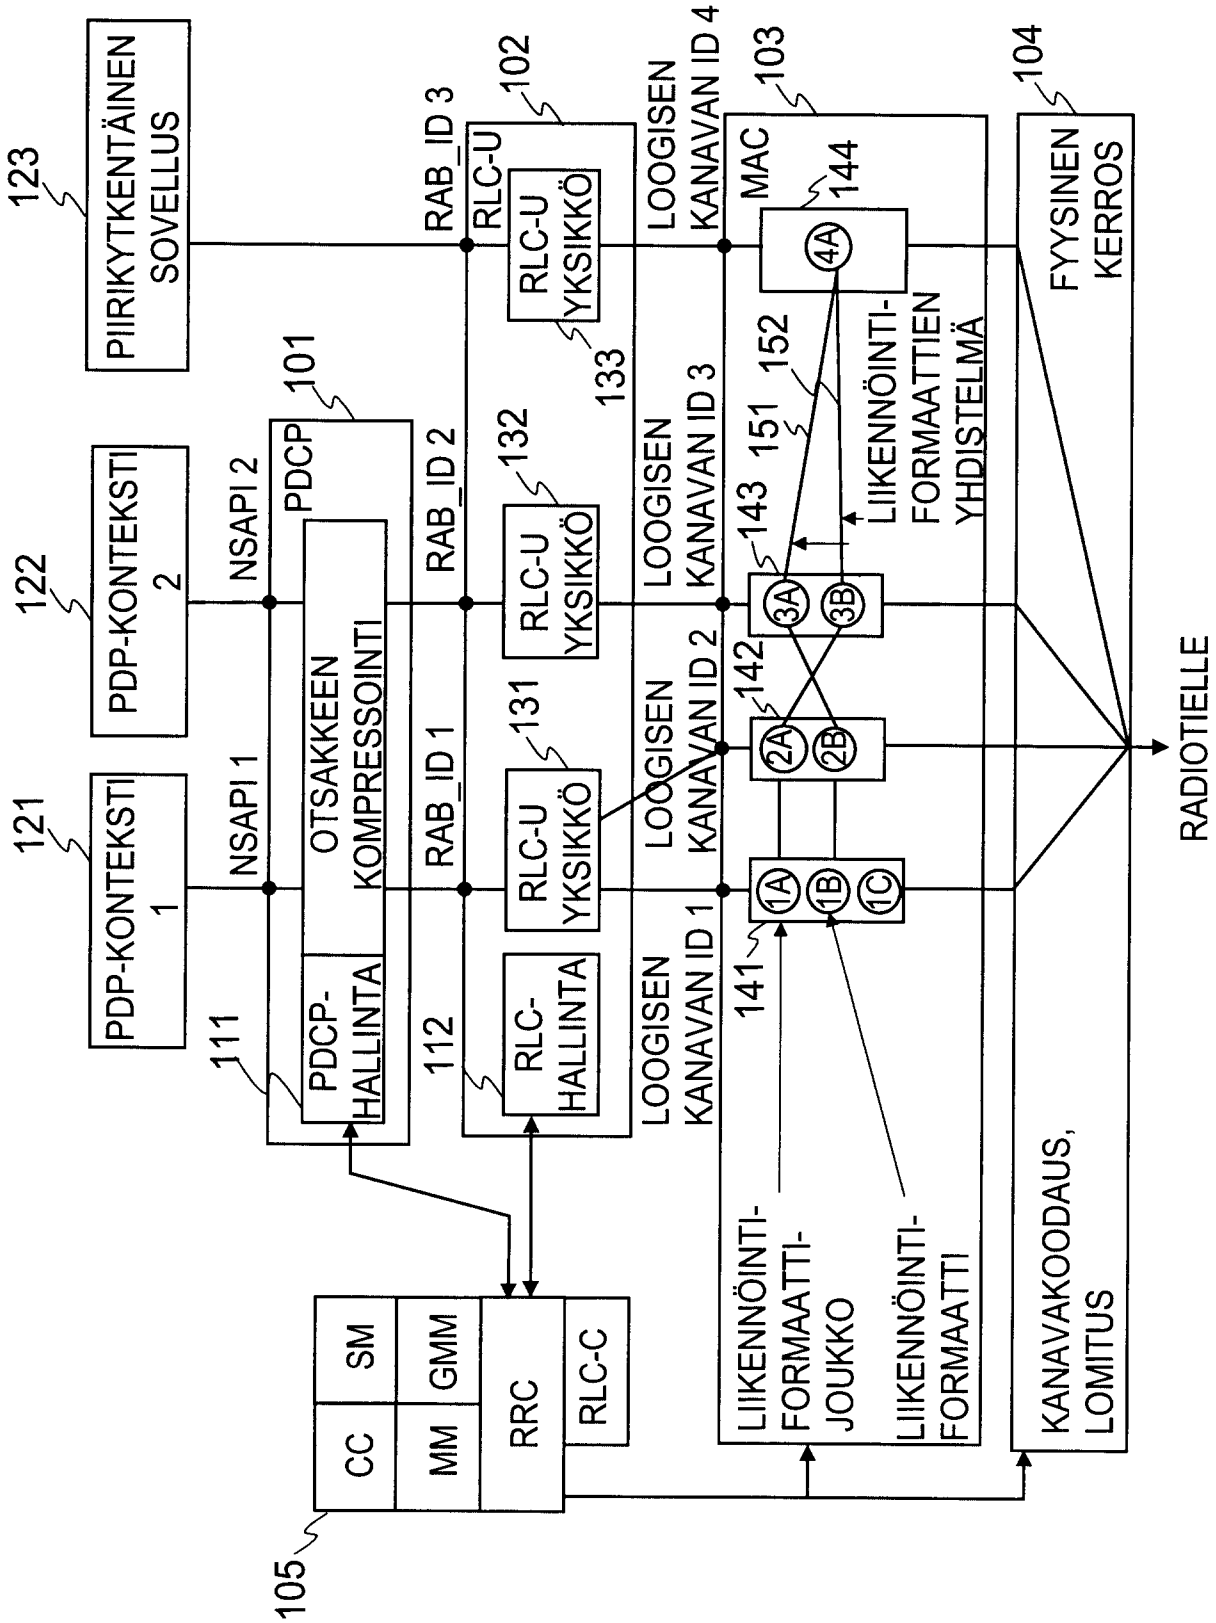 121
PDP-KONTEKSTI
1
122
PDP-KONTEKSTI
2
123
PIIRIKYTKENTÄINEN
SOVELLUS
NSAPI 1
NSAPI 2
101
PDCP
111
PDCP-
HALLINTA
OTSAKKEEN
KOMPRESSOINTI
RAB_ID 1
RAB_ID 2
RAB_ID 3
RLC-U
102
105
CC
SM
MM
GMM
RRC
RLC-C
112
RLC-
HALLINTA
131
RLC-U
YKSIKKÖ
132
RLC-U
YKSIKKÖ
133
RLC-U
YKSIKKÖ
LOOGISEN
KANAVAN ID 1
LOOGISEN
KANAVAN ID 2
LOOGISEN
KANAVAN ID 3
LOOGISEN
KANAVAN ID 4
103
MAC
141
1A
1B
1C
142
2A
2B
143
3A
3B
144
4A
151
152
LIIKENNÖINTI-
FORMAATTI-
JOUKKO
LIIKENNÖINTI-
FORMAATTI
LIIKENNÖINTI-
FORMAATTIEN
YHDISTELMÄ
104
KANAVAKOODAUS,
LOMITUS
FYYSINEN
KERROS
RADIOTIELLE